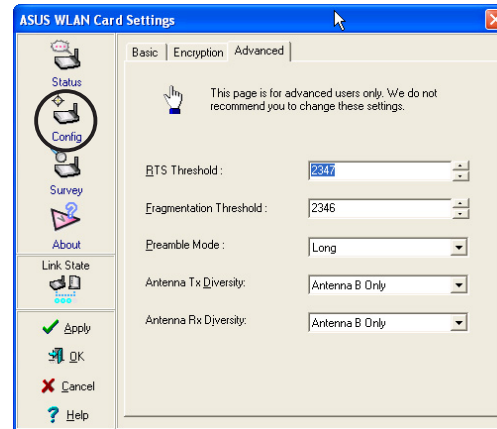 ASUS WLAN Card Settings
Status
Config
Survey
About
Link State
Apply
OK
Cancel
Help
Basic
Encryption
Advanced
This page is for advanced users only. We do not
recommend you to change these settings.
RTS Threshold :
2347
Fragmentation Threshold :
2346
Preamble Mode :
Long
Antenna Tx Diversity:
Antenna B Only
Antenna Rx Diversity:
Antenna B Only